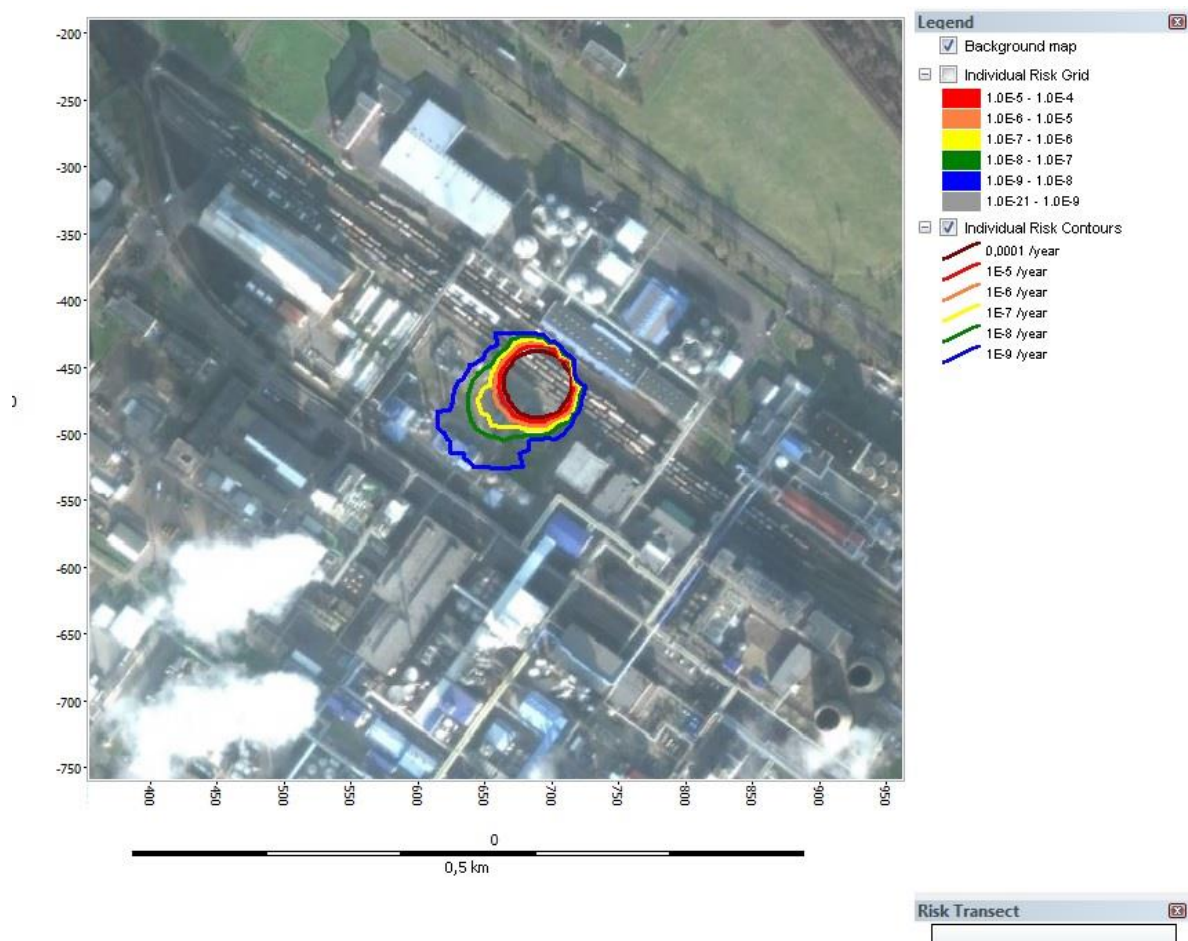 Legend
Background map
Individual Risk Grid
1.0E-5 - 1.0E-4
1.0E-6 - 1.0E-5
1.0E-7 - 1.0E-6
1.0E-8 - 1.0E-7
1.0E-9 - 1.0E-8
1.0E-21 - 1.0E-9
Individual Risk Contours
0,0001 /year
1E-5 /year
1E-6 /year
1E-7 /year
1E-8 /year
1E-9 /year
-200
-250
-300
-350
-400
-450
-500
-550
-600
-650
-700
-750
400 450 500 550 600 650 700 750 800 850 900 950
0
0,5 km
Risk Transect